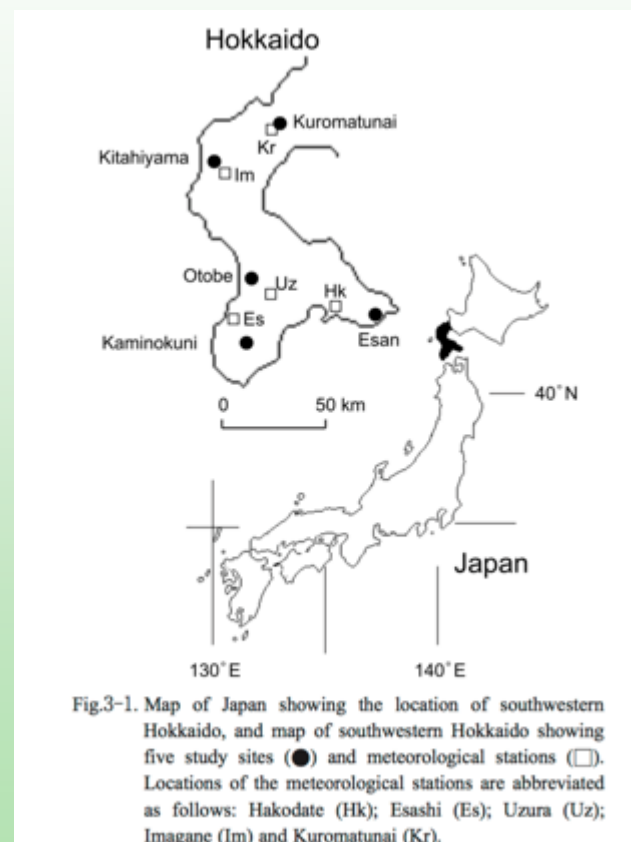 Hokkaido
Kuromatunai
Kr
Kitahiyama
Im
Otobe
Uz
Hk
Es
Esan
Kaminokuni
0 50 km
40°N
Japan
130°E 140°E
Fig.3-1. Map of Japan showing the location of southwestern
Hokkaido, and map of southwestern Hokkaido showing
five study sites (●) and meteorological stations (□).
Locations of the meteorological stations are abbreviated
as follows: Hakodate (Hk); Esashi (Es); Uzura (Uz);
Imagane (Im) and Kuromatunai (Kr).